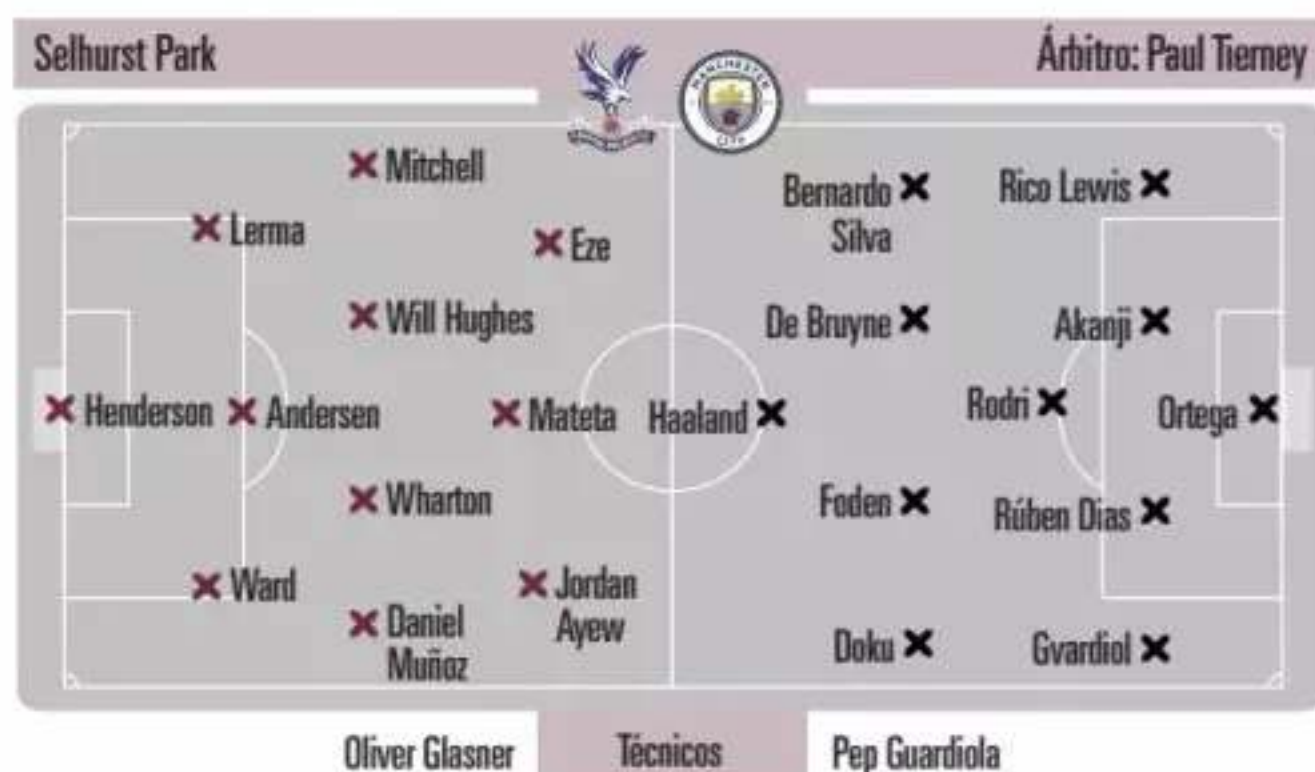 Selhurst Park
Árbitro: Paul Tierney
MANCHESTER
CITY
Mitchell
Lerma
Eze
Will Hughes
Henderson
Andersen
Mateta
Wharton
Ward
Jordan
Ayew
Daniel
Muñoz
Bernardo
Silva
Rico Lewis
De Bruyne
Akanji
Haaland
Rodri
Ortega
Foden
Rúben Dias
Doku
Gvardiol
Oliver Glasner
Técnicos
Pep Guardiola